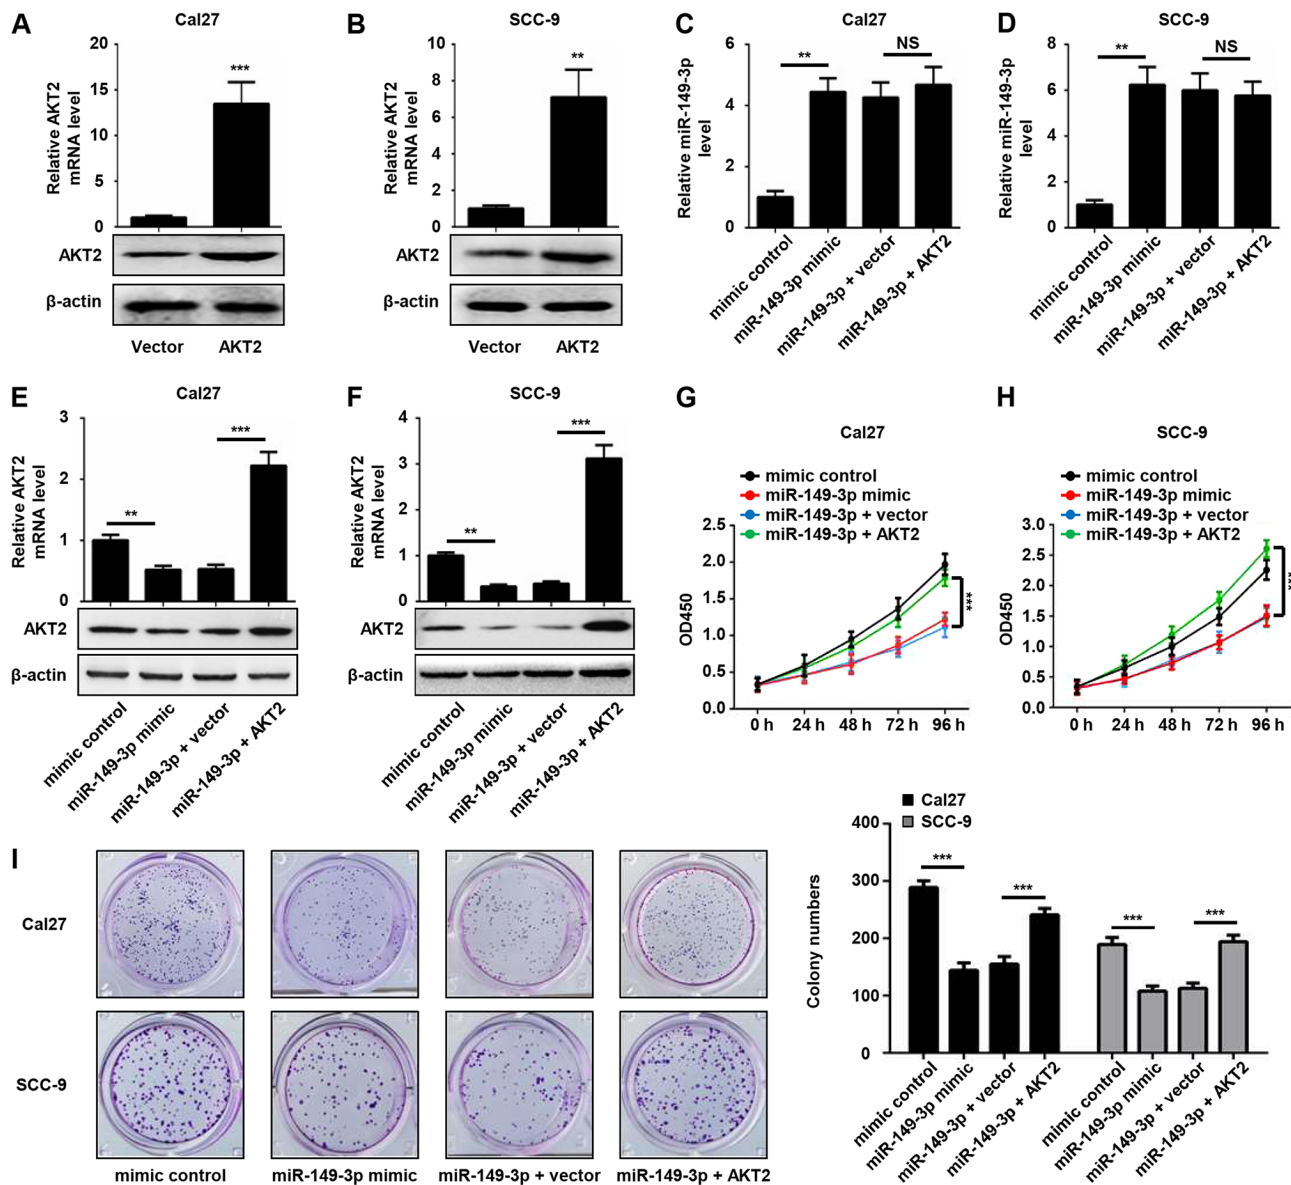 A
Cal27
Relative AKT2
mRNA level
20
15
10
5
0
***
AKT2
β-actin
Vector
AKT2
B
SCC-9
Relative AKT2
mRNA level
10
8
6
4
2
0
**
AKT2
β-actin
Vector
AKT2
C
Cal27
Relative miR-149-3p
level
6
4
2
0
**
NS
mimic control
miR-149-3p mimic
miR-149-3p + vector
miR-149-3p + AKT2
D
SCC-9
Relative miR-149-3p
level
8
6
4
2
0
**
NS
mimic control
miR-149-3p mimic
miR-149-3p + vector
miR-149-3p + AKT2
E
Cal27
Relative AKT2
mRNA level
3
2
1
0
**
***
AKT2
β-actin
mimic control
miR-149-3p mimic
miR-149-3p + vector
miR-149-3p + AKT2
F
SCC-9
Relative AKT2
mRNA level
4
3
2
1
0
**
***
AKT2
β-actin
mimic control
miR-149-3p mimic
miR-149-3p + vector
miR-149-3p + AKT2
G
Cal27
mimic control
miR-149-3p mimic
miR-149-3p + vector
miR-149-3p + AKT2
OD450
2.5
2.0
1.5
1.0
0.5
0.0
***
0 h
24 h
48 h
72 h
96 h
H
SCC-9
mimic control
miR-149-3p mimic
miR-149-3p + vector
miR-149-3p + AKT2
OD450
3.0
2.5
2.0
1.5
1.0
0.5
0.0
***
0 h
24 h
48 h
72 h
96 h
I
Cal27
SCC-9
mimic control
miR-149-3p mimic
miR-149-3p + vector
miR-149-3p + AKT2
Cal27
SCC-9
Colony numbers
400
300
200
100
0
***
***
***
***
mimic control
miR-149-3p mimic
miR-149-3p + vector
miR-149-3p + AKT2
mimic control
miR-149-3p mimic
miR-149-3p + vector
miR-149-3p + AKT2